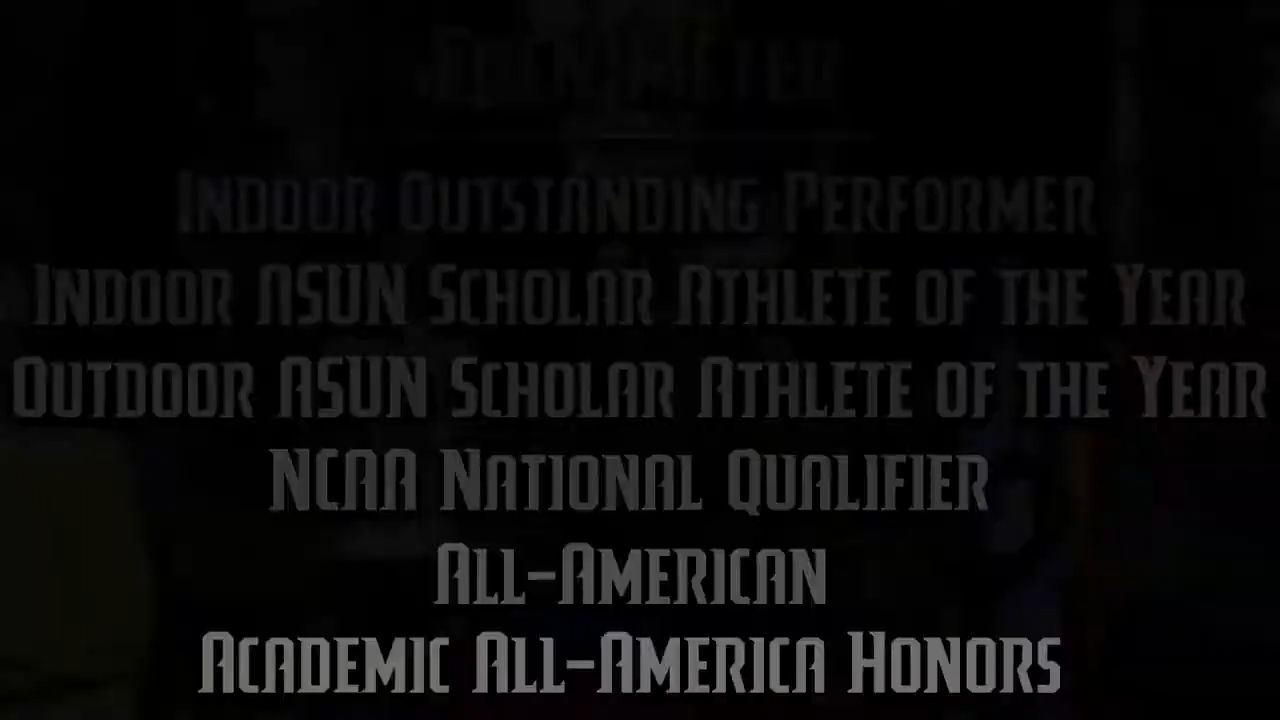 Indoor Outstanding Performer
Indoor ASUN Scholar Athlete of the Year
Outdoor ASUN Scholar Athlete of the Year
NCAA National Qualifier
All-American
Academic All-America Honors